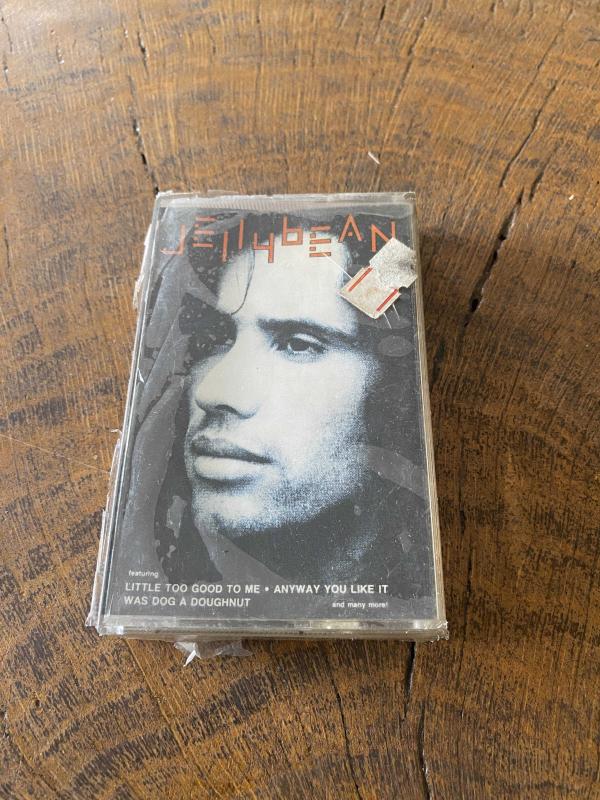 JELLYBEAN
featuring
LITTLE TOO GOOD TO ME • ANYWAY YOU LIKE IT
WAS DOG A DOUGHNUT and many more!